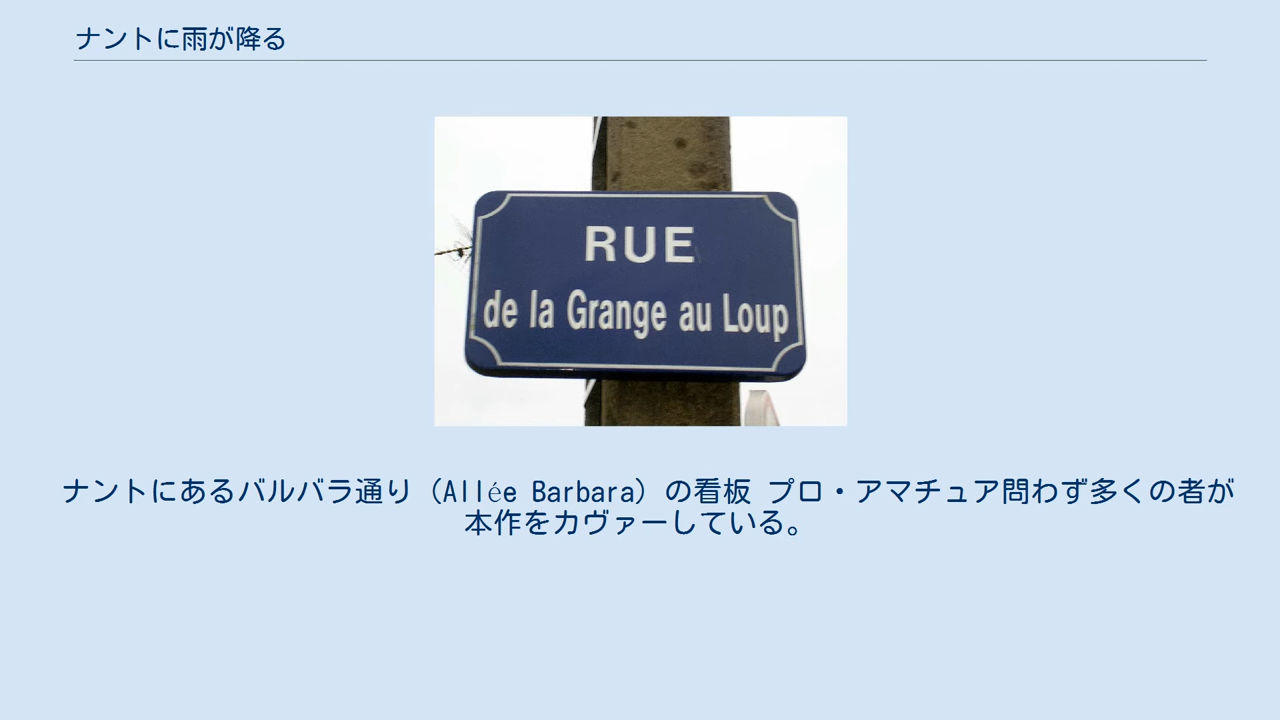 ナントに雨が降る
RUE
de la Grange au Loup
ナントにあるバルバラ通り（Allée Barbara）の看板 プロ・アマチュア問わず多くの者が
本作をカヴァーしている。